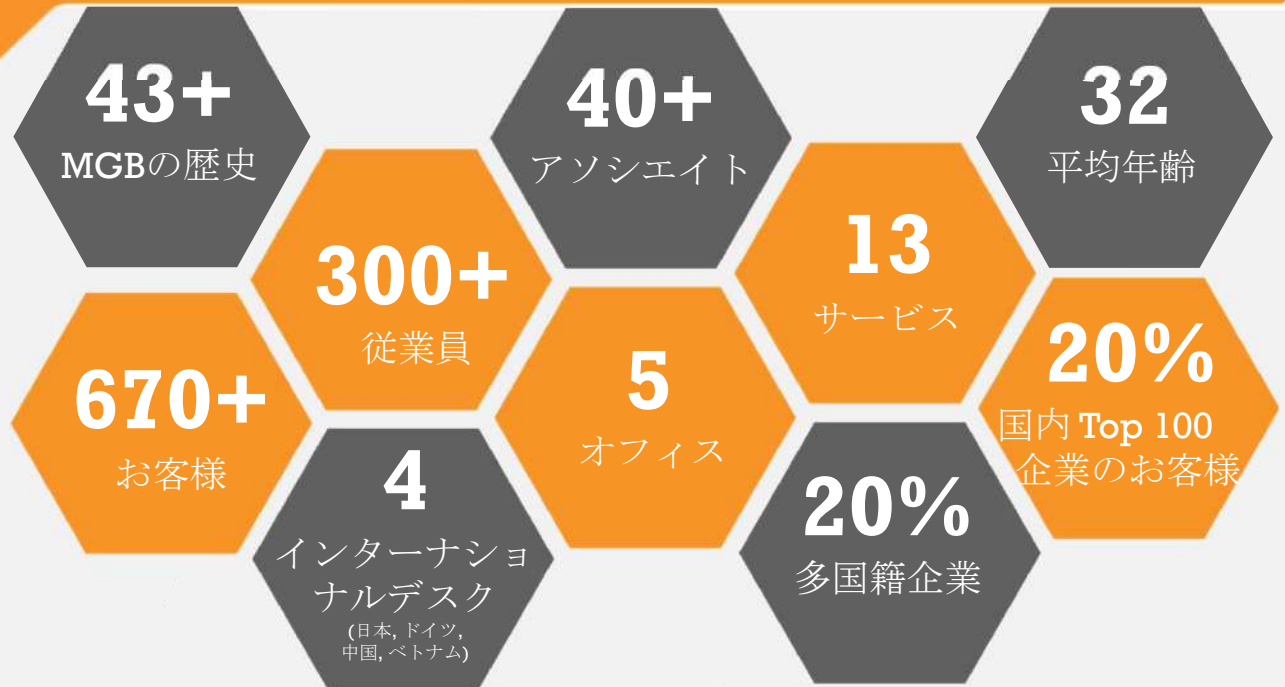 43+
MGBの歴史
40+
アソシエイト
32
平均年齢
300+
従業員
13
サービス
670+
お客様
5
オフィス
20%
国内 Top 100
企業のお客様
4
インターナショ
ナルデスク
(日本, ドイツ,
中国, ベトナム)
20%
多国籍企業